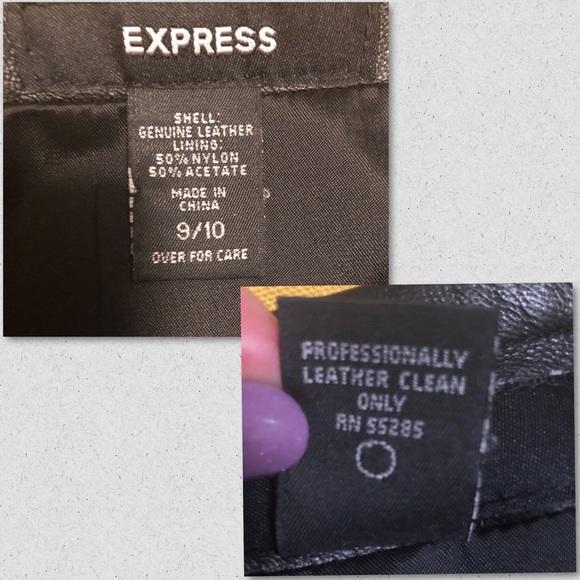 EXPRESS
SHELL:
GENUINE LEATHER
LINING:
50% NYLON
50% ACETATE
MADE IN
CHINA
9/10
OVER FOR CARE
PROFESSIONALLY
LEATHER CLEAN
ONLY
RN 55285